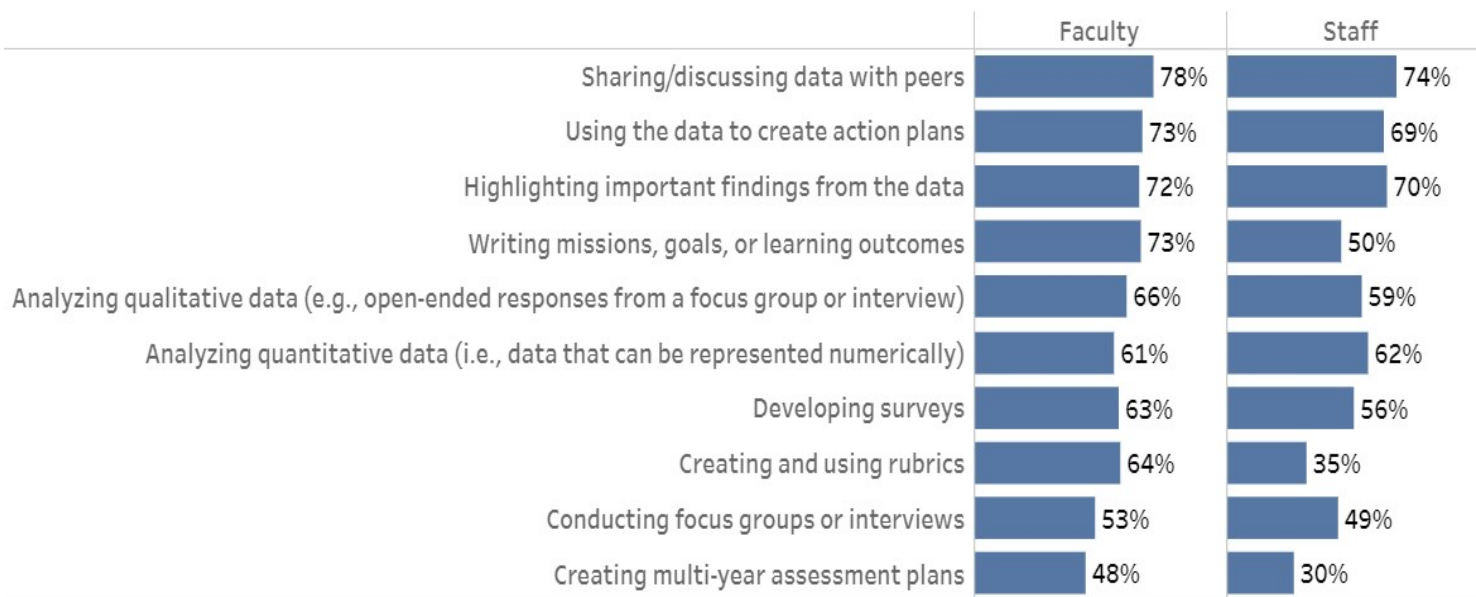 Faculty Staff
Sharing/discussing data with peers 78% 74%
Using the data to create action plans 73% 69%
Highlighting important findings from the data 72% 70%
Writing missions, goals, or learning outcomes 73% 50%
Analyzing qualitative data (e.g., open-ended responses from a focus group or interview) 66% 59%
Analyzing quantitative data (i.e., data that can be represented numerically) 61% 62%
Developing surveys 63% 56%
Creating and using rubrics 64% 35%
Conducting focus groups or interviews 53% 49%
Creating multi-year assessment plans 48% 30%